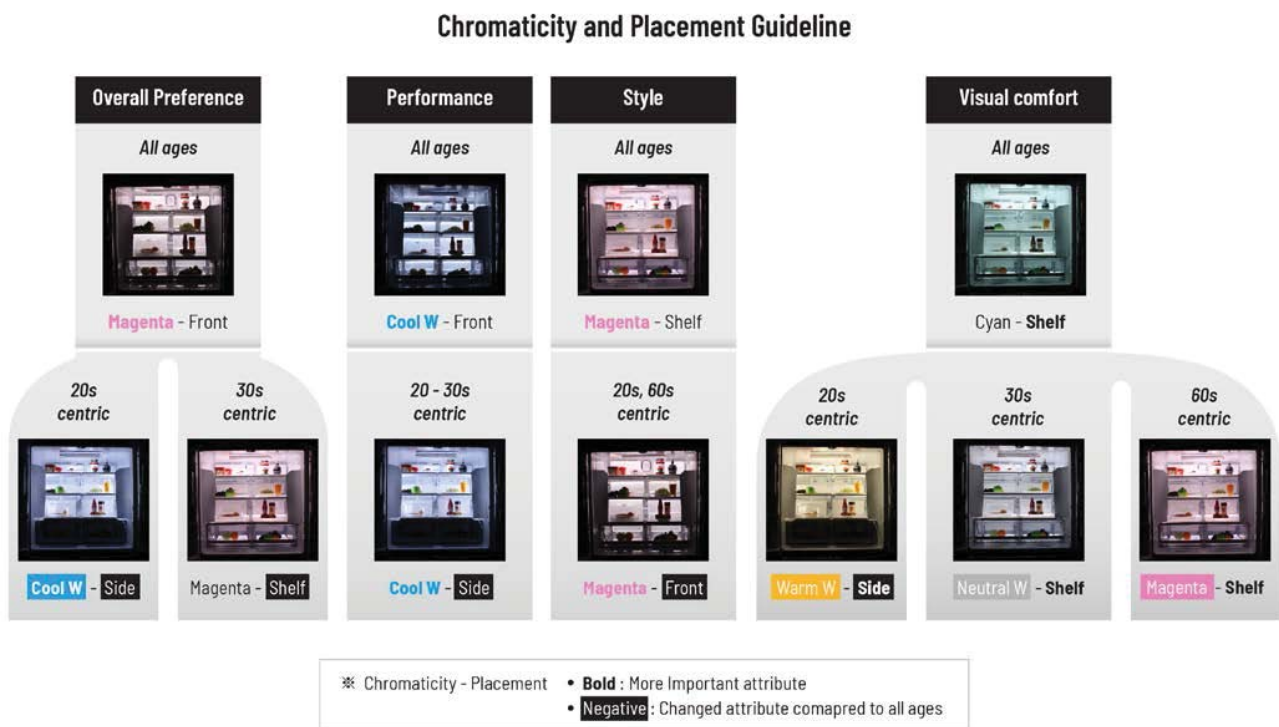 Chromaticity and Placement Guideline
Overall Preference
All ages
Magenta - Front
20s
centric
Cool W - Side
30s
centric
Magenta - Shelf
Performance
All ages
Cool W - Front
20 - 30s
centric
Cool W - Side
Style
All ages
Magenta - Shelf
20s, 60s
centric
Magenta - Front
Visual comfort
All ages
Cyan - Shelf
20s
centric
Warm W - Side
30s
centric
Neutral W - Shelf
60s
centric
Magenta - Shelf
※ Chromaticity - Placement
• Bold : More Important attribute
• Negative : Changed attribute comapred to all ages